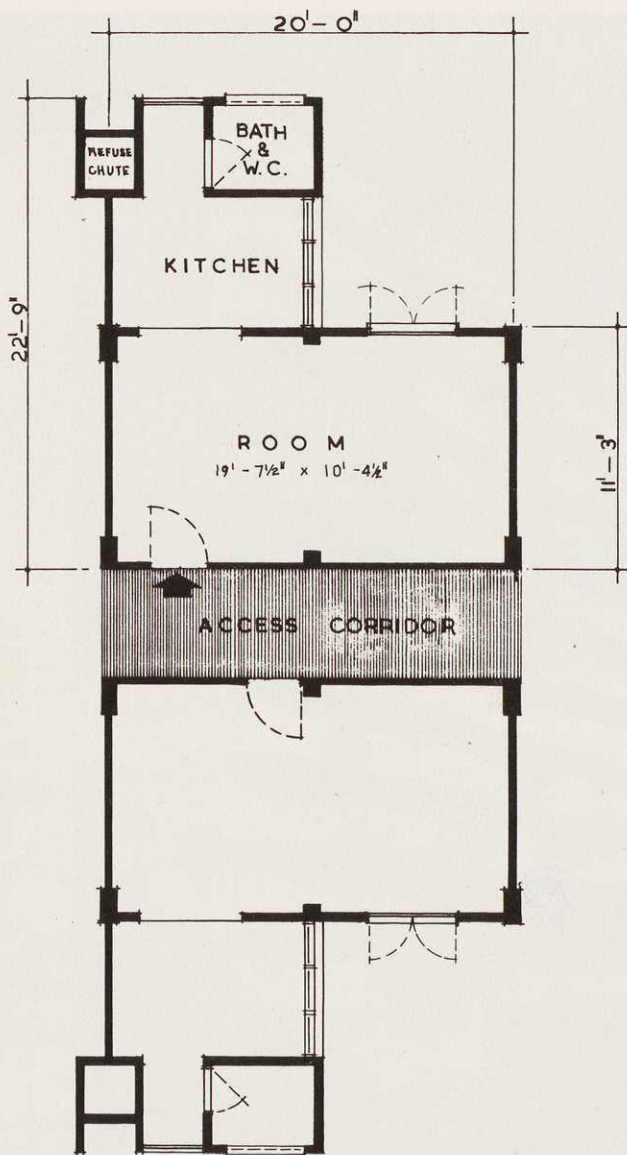 20'-0"
REFUSE
CHUTE
BATH
&
W.C.
KITCHEN
22'-9"
ROOM
19'-7½" x 10'-4½"
11'-3"
ACCESS CORRIDOR